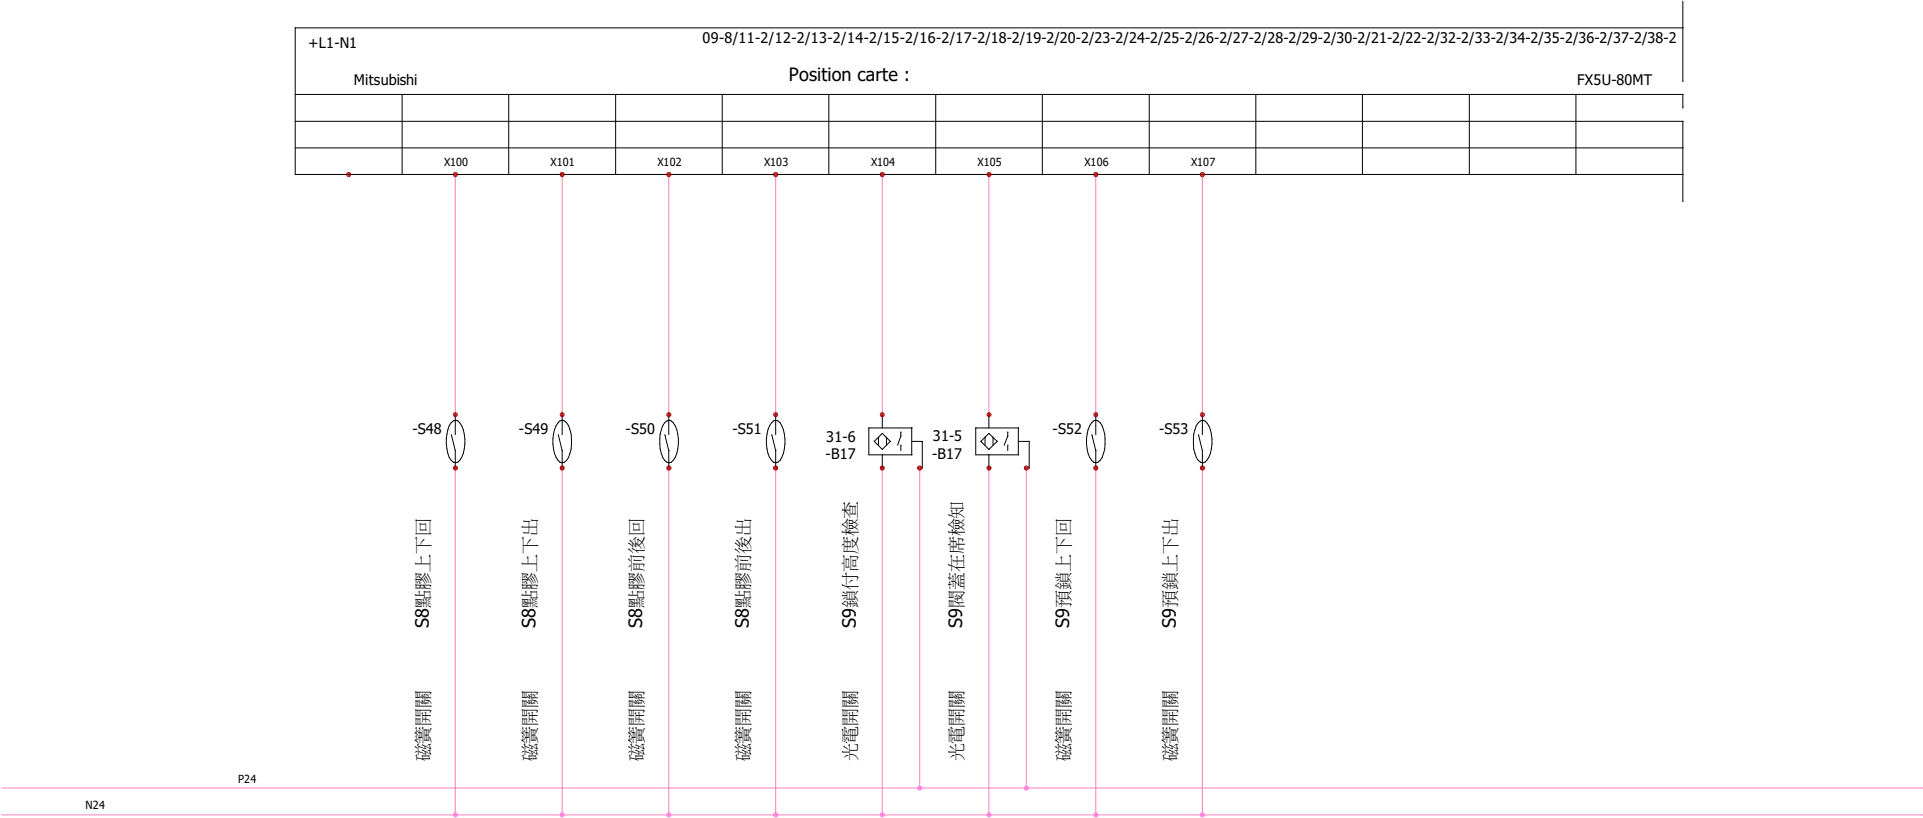 +L1-N1
09-8/11-2/12-2/13-2/14-2/15-2/16-2/17-2/18-2/19-2/20-2/23-2/24-2/25-2/26-2/27-2/28-2/29-2/30-2/21-2/22-2/32-2/33-2/34-2/35-2/36-2/37-2/38-2
Mitsubishi
Position carte :
FX5U-80MT
X100
X101
X102
X103
X104
X105
X106
X107
-S48
-S49
-S50
-S51
31-6
-B17
31-5
-B17
-S52
-S53
S8點膠上下回
S8點膠上下出
S8點膠前後回
S8點膠前後出
S9鎖付高度檢查
S9閥蓋在席檢知
S9預鎖上下回
S9預鎖上下出
磁簧開關
磁簧開關
磁簧開關
磁簧開關
光電開關
光電開關
磁簧開關
磁簧開關
P24
N24